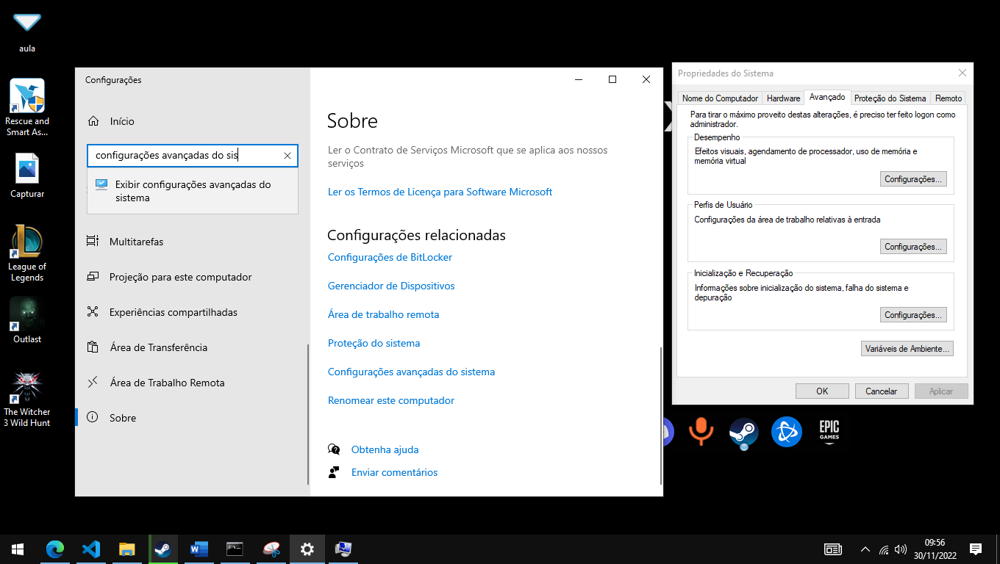 aula
Rescue and
Smart As...
Capturar
League of
Legends
Outlast
The Witcher
3 Wild Hunt
Configurações
Início
configurações avançadas do sis
Exibir configurações avançadas do
sistema
Multitarefas
Projeção para este computador
Experiências compartilhadas
Área de Transferência
Área de Trabalho Remota
Sobre
Sobre
Ler o Contrato de Serviços Microsoft que se aplica aos nossos
serviços
Ler os Termos de Licença para Software Microsoft
Configurações relacionadas
Configurações de BitLocker
Gerenciador de Dispositivos
Área de trabalho remota
Proteção do sistema
Configurações avançadas do sistema
Renomear este computador
Obtenha ajuda
Enviar comentários
Propriedades do Sistema
Nome do Computador Hardware Avançado Proteção do Sistema Remoto
Para tirar o máximo proveito destas alterações, é preciso ter feito logon como
administrador.
Desempenho
Efeitos visuais, agendamento de processador, uso de memória e
memória virtual
Configurações...
Perfis de Usuário
Configurações da área de trabalho relativas à entrada
Configurações...
Inicialização e Recuperação
Informações sobre inicialização do sistema, falha do sistema e
depuração
Configurações...
Variáveis de Ambiente...
OK Cancelar Aplicar
EPIC
GAMES
09:56
30/11/2022